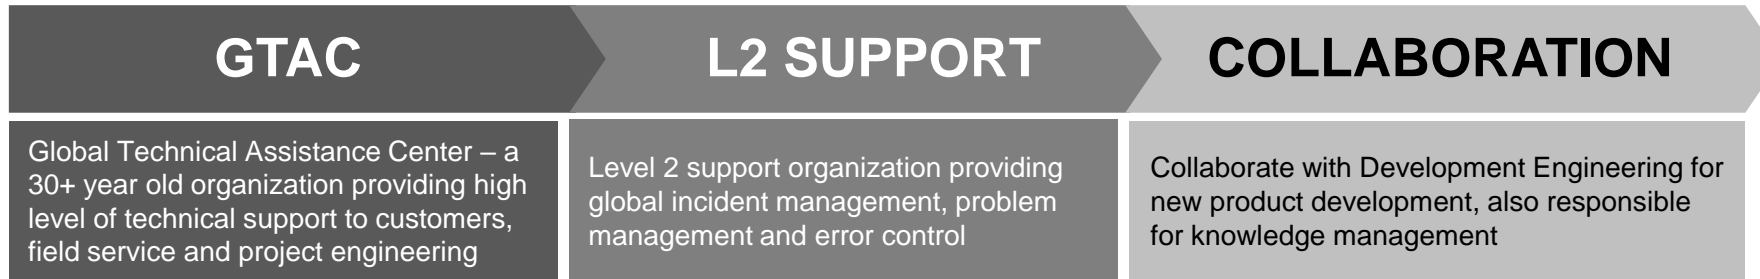 GTAC
L2 SUPPORT
COLLABORATION
Global Technical Assistance Center – a
30+ year old organization providing high
level of technical support to customers,
field service and project engineering
Level 2 support organization providing
global incident management, problem
management and error control
Collaborate with Development Engineering for
new product development, also responsible
for knowledge management